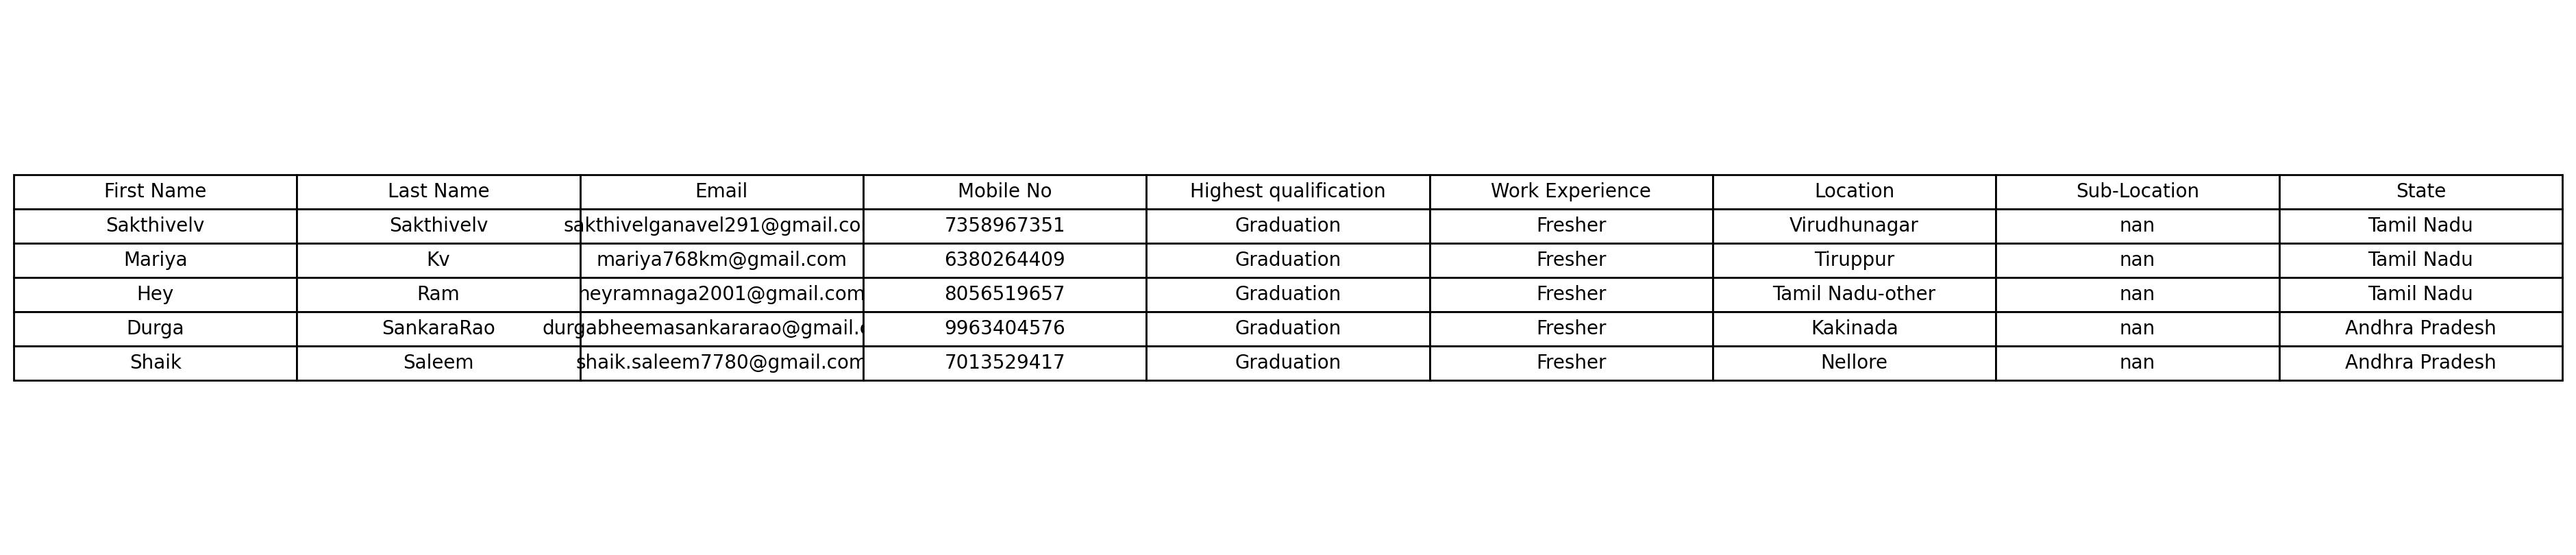 First Name Last Name Email Mobile No Highest qualification Work Experience Location Sub-Location State
Sakthivelv Sakthivelv sakthivelganavel291@gmail.co 7358967351 Graduation Fresher Virudhunagar nan Tamil Nadu
Mariya Kv mariya768km@gmail.com 6380264409 Graduation Fresher Tiruppur nan Tamil Nadu
Hey Ram heyramnaga2001@gmail.com 8056519657 Graduation Fresher Tamil Nadu-other nan Tamil Nadu
Durga SankaraRao durgabheemasankararao@gmail.c 9963404576 Graduation Fresher Kakinada nan Andhra Pradesh
Shaik Saleem shaik.saleem7780@gmail.com 7013529417 Graduation Fresher Nellore nan Andhra Pradesh